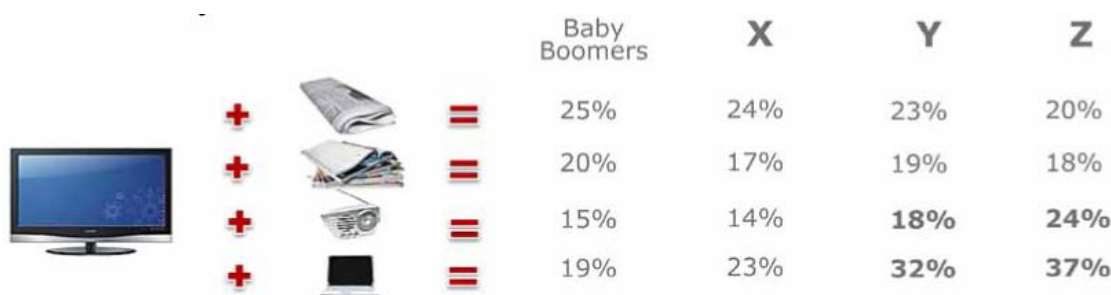 Baby
Boomers X Y Z
+ = 25% 24% 23% 20%
+ = 20% 17% 19% 18%
+ = 15% 14% 18% 24%
+ = 19% 23% 32% 37%